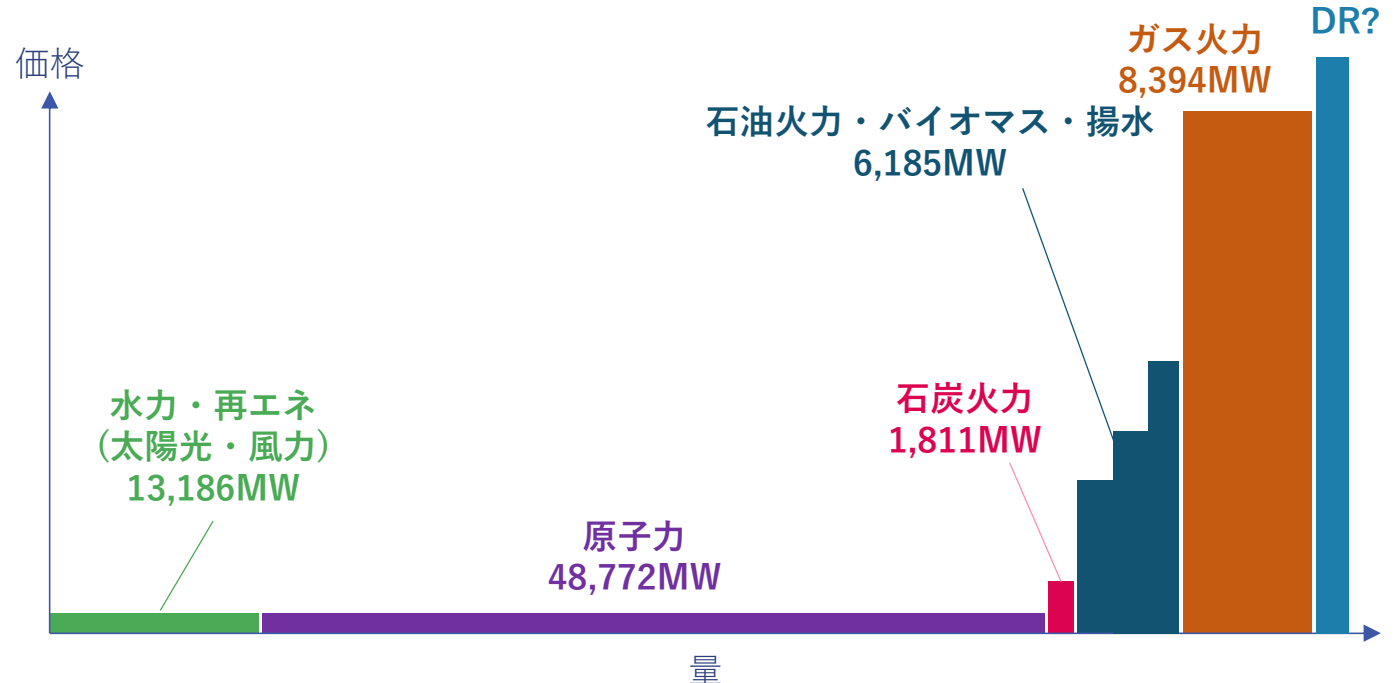 DR?
ガス火力
8,394MW
価格
石油火力・バイオマス・揚水
6,185MW
石炭火力
1,811MW
水力・再エネ
(太陽光・風力)
13,186MW
原子力
48,772MW
量